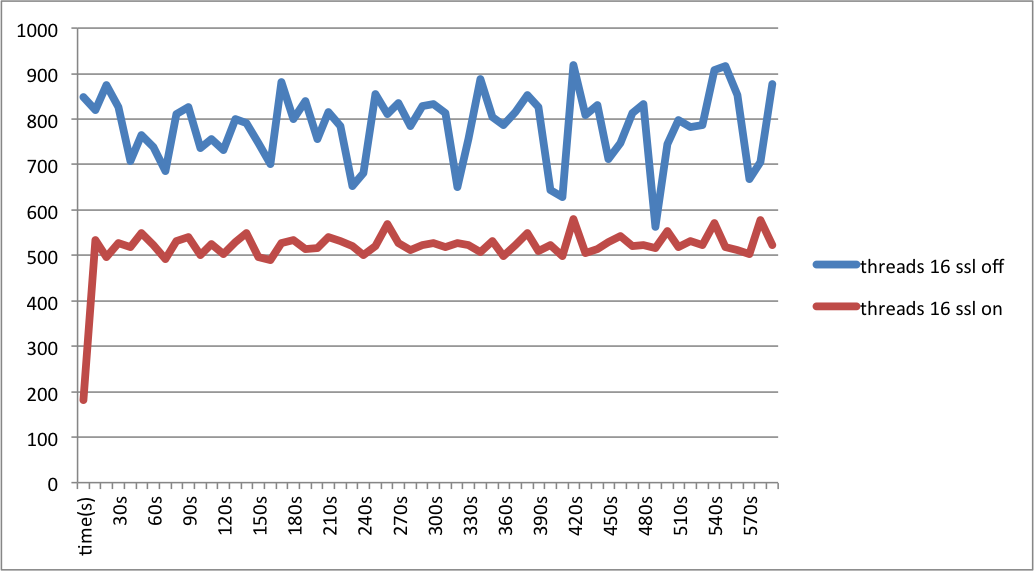 1000
900
800
700
600
500
400
300
200
100
0
time(s)
30s
60s
90s
120s
150s
180s
210s
240s
270s
300s
330s
360s
390s
420s
450s
480s
510s
540s
570s
threads 16 ssl off
threads 16 ssl on